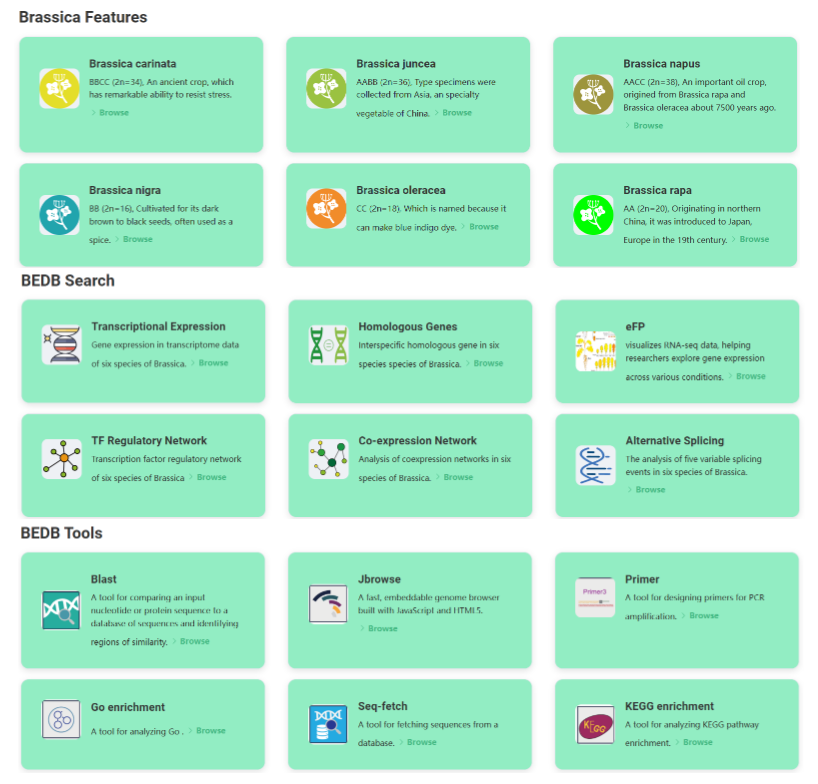 Brassica Features
Brassica carinata
BBCC (2n=34), An ancient crop, which
has remarkable ability to resist stress.
> Browse
Brassica juncea
AABB (2n=36), Type specimens were
collected from Asia, an specialty
vegetable of China. > Browse
Brassica napus
AACC (2n=38), An important oil crop,
origined from Brassica rapa and
Brassica oleracea about 7500 years ago.
> Browse
Brassica nigra
BB (2n=16), Cultivated for its dark
brown to black seeds, often used as a
spice. > Browse
Brassica oleracea
CC (2n=18). Which is named because it
can make blue indigo dye. > Browse
Brassica rapa
AA (2n=20), Originating in northern
China, it was introduced to Japan,
Europe in the 19th century. > Browse
BEDB Search
Transcriptional Expression
Gene expression in transcriptome data
of six species of Brassica. > Browse
Homologous Genes
Interspecific homologous gene in six
species species of Brassica. > Browse
eFP
visualizes RNA-seq data, helping
researchers explore gene expression
across various conditions. > Browse
TF Regulatory Network
Transcription factor regulatory network
of six species of Brassica > Browse
Co-expression Network
Analysis of coexpression networks in six
species of Brassica. > Browse
Alternative Splicing
The analysis of five variable splicing
events in six species of Brassica.
> Browse
BEDB Tools
Blast
A tool for comparing an input
nucleotide or protein sequence to a
database of sequences and identifying
regions of similarity. > Browse
Jbrowse
A fast, embeddable genome browser
built with JavaScript and HTML5.
> Browse
Primer3
Primer
A tool for designing primers for PCR
amplification. > Browse
Go enrichment
A tool for analyzing Go . > Browse
Seq-fetch
A tool for fetching sequences from a
database. > Browse
KEGG
KEGG enrichment
A tool for analyzing KEGG pathway
enrichment. > Browse